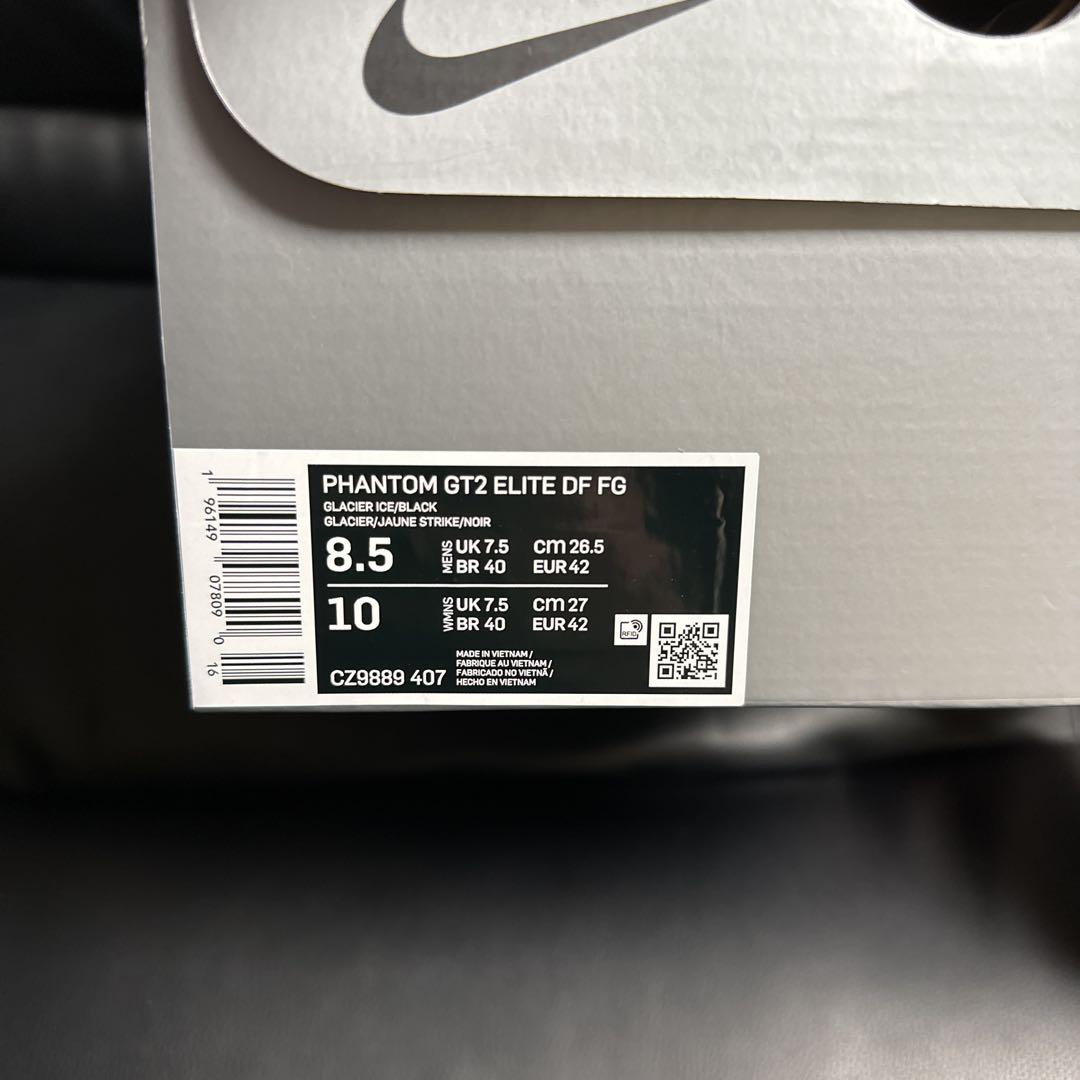 PHANTOM GT2 ELITE DF FG
GLACIER ICE/BLACK
GLACIER/JAUNE STRIKE/NOIR
8.5 MENS UK 7.5 cm 26.5
BR 40 EUR 42
10 WMNS UK 7.5 cm 27
BR 40 EUR 42
RFID
CZ9889 407
MADE IN VIETNAM /
FABRIQUE AU VIETNAM /
FABRICADO NO VIETNÃ /
HECHO EN VIETNAM
1 96149 07809 0 16